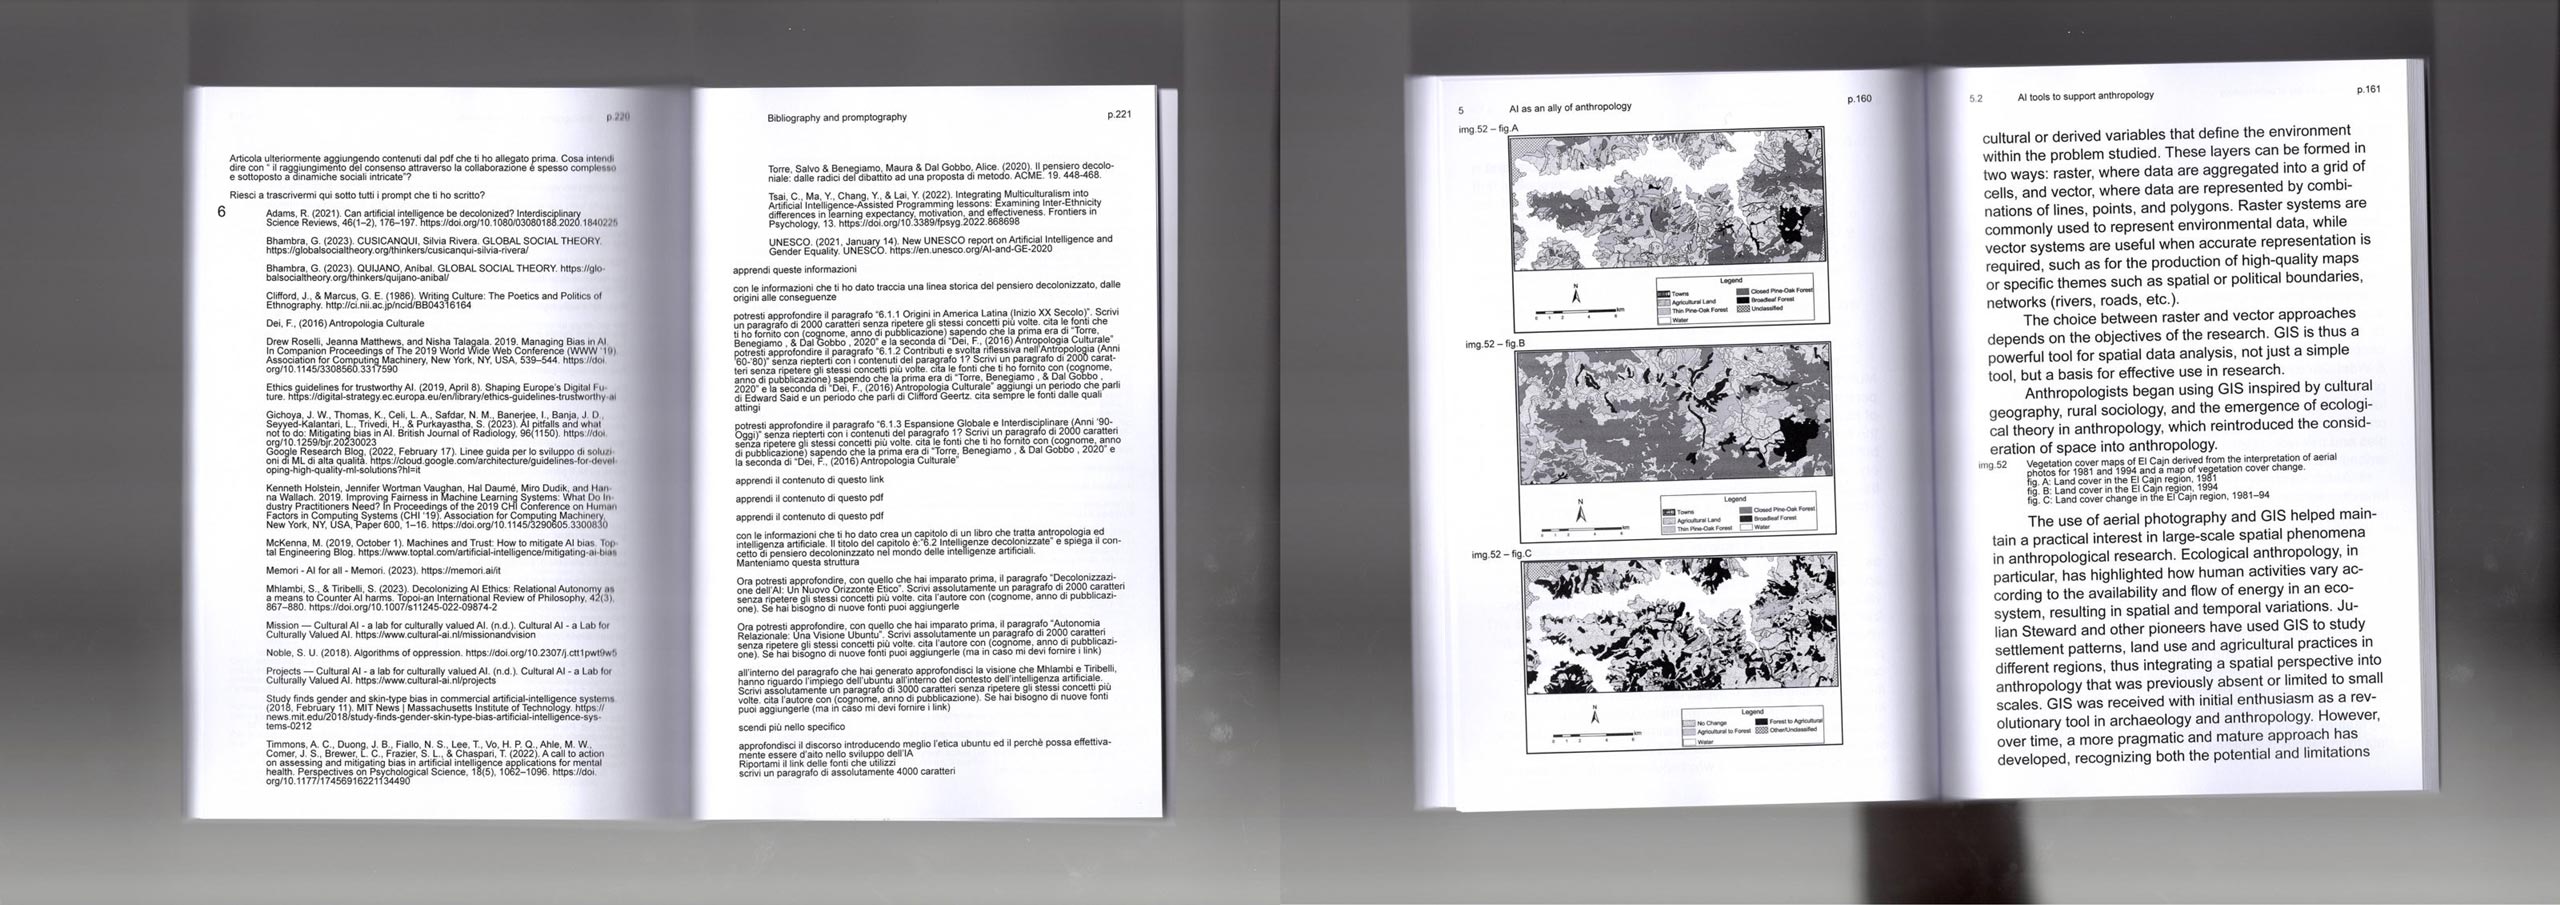 p.220
Articola ulteriormente aggiungendo contenuti dal pdf che ti ho allegato prima. Cosa intendi
dire con " il raggiungimento del consenso attraverso la collaborazione è spesso complesso
e sottoposto a dinamiche sociali intricate"?
Riesci a trascrivermi qui sotto tutti i prompt che ti ho scritto?
6
Adams, R. (2021). Can artificial intelligence be decolonized? Interdisciplinary
Science Reviews, 46(1–2), 176–197. https://doi.org/10.1080/03080188.2020.1840225
Bhambra, G. (2023). CUSICANQUI, Silvia Rivera. GLOBAL SOCIAL THEORY.
https://globalsocialtheory.org/thinkers/cusicanqui-silvia-rivera/
Bhambra, G. (2023). QUIJANO, Aníbal. GLOBAL SOCIAL THEORY. https://glo-
balsocialtheory.org/thinkers/quijano-anibal/
Clifford, J., & Marcus, G. E. (1986). Writing Culture: The Poetics and Politics of
Ethnography. http://ci.nii.ac.jp/ncid/BB04316164
Dei, F., (2016) Antropologia Culturale
Drew Roselli, Jeanna Matthews, and Nisha Talagala. 2019. Managing Bias in AI.
In Companion Proceedings of The 2019 World Wide Web Conference (WWW '19).
Association for Computing Machinery, New York, NY, USA, 539–544. https://doi.
org/10.1145/3308560.3317590
Ethics guidelines for trustworthy AI. (2019, April 8). Shaping Europe's Digital Fu-
ture. https://digital-strategy.ec.europa.eu/en/library/ethics-guidelines-trustworthy-ai
Gichoya, J. W., Thomas, K., Celi, L. A., Safdar, N. M., Banerjee, I., Banja, J. D.,
Seyyed-Kalantari, L., Trivedi, H., & Purkayastha, S. (2023). AI pitfalls and what
not to do: Mitigating bias in AI. British Journal of Radiology, 96(1150). https://doi.
org/10.1259/bjr.20230023
Google Research Blog, (2022, February 17). Linee guida per lo sviluppo di soluzi-
oni di ML di alta qualità. https://cloud.google.com/architecture/guidelines-for-devel-
oping-high-quality-ml-solutions?hl=it
Kenneth Holstein, Jennifer Wortman Vaughan, Hal Daumé, Miro Dudik, and Han-
na Wallach. 2019. Improving Fairness in Machine Learning Systems: What Do In-
dustry Practitioners Need? In Proceedings of the 2019 CHI Conference on Human
Factors in Computing Systems (CHI '19). Association for Computing Machinery,
New York, NY, USA, Paper 600, 1–16. https://doi.org/10.1145/3290605.3300830
McKenna, M. (2019, October 1). Machines and Trust: How to mitigate AI bias. Top-
tal Engineering Blog. https://www.toptal.com/artificial-intelligence/mitigating-ai-bias
Memori - AI for all - Memori. (2023). https://memori.ai/it
Mhlambi, S., & Tiribelli, S. (2023). Decolonizing AI Ethics: Relational Autonomy as
a means to Counter AI harms. Topoi-an International Review of Philosophy, 42(3),
867–880. https://doi.org/10.1007/s11245-022-09874-2
Mission — Cultural AI - a lab for culturally valued AI. (n.d.). Cultural AI - a Lab for
Culturally Valued AI. https://www.cultural-ai.nl/missionandvision
Noble, S. U. (2018). Algorithms of oppression. https://doi.org/10.2307/j.ctt1pwt9w5
Projects — Cultural AI - a lab for culturally valued AI. (n.d.). Cultural AI - a Lab for
Culturally Valued AI. https://www.cultural-ai.nl/projects
Study finds gender and skin-type bias in commercial artificial-intelligence systems.
(2018, February 11). MIT News | Massachusetts Institute of Technology. https://
news.mit.edu/2018/study-finds-gender-skin-type-bias-artificial-intelligence-sys-
tems-0212
Timmons, A. C., Duong, J. B., Fiallo, N. S., Lee, T., Vo, H. P. Q., Ahle, M. W.,
Comer, J. S., Brewer, L. C., Frazier, S. L., & Chaspari, T. (2022). A call to action
on assessing and mitigating bias in artificial intelligence applications for mental
health. Perspectives on Psychological Science, 18(5), 1062–1096. https://doi.
org/10.1177/17456916221134490
Bibliography and promptography
p.221
Torre, Salvo & Benegiamo, Maura & Dal Gobbo, Alice. (2020). Il pensiero decolo-
niale: dalle radici del dibattito ad una proposta di metodo. ACME. 19. 448-468.
Tsai, C., Ma, Y., Chang, Y., & Lai, Y. (2022). Integrating Multiculturalism into
Artificial Intelligence-Assisted Programming lessons: Examining Inter-Ethnicity
differences in learning expectancy, motivation, and effectiveness. Frontiers in
Psychology, 13. https://doi.org/10.3389/fpsyg.2022.868698
UNESCO. (2021, January 14). New UNESCO report on Artificial Intelligence and
Gender Equality. UNESCO. https://en.unesco.org/AI-and-GE-2020
apprendi queste informazioni
con le informazioni che ti ho dato traccia una linea storica del pensiero decolonizzato, dalle
origini alle conseguenze
potresti approfondire il paragrafo "6.1.1 Origini in America Latina (Inizio XX Secolo)". Scrivi
un paragrafo di 2000 caratteri senza ripetere gli stessi concetti più volte. cita le fonti che
ti ho fornito con (cognome, anno di pubblicazione) sapendo che la prima era di "Torre,
Benegiamo , & Dal Gobbo , 2020" e la seconda di "Dei, F., (2016) Antropologia Culturale"
potresti approfondire il paragrafo "6.1.2 Contributi e svolta riflessiva nell'Antropologia (Anni
'60-'80)" senza riepterti con i contenuti del paragrafo 1? Scrivi un paragrafo di 2000 carat-
teri senza ripetere gli stessi concetti più volte. cita le fonti che ti ho fornito con (cognome,
anno di pubblicazione) sapendo che la prima era di "Torre, Benegiamo , & Dal Gobbo ,
2020" e la seconda di "Dei, F., (2016) Antropologia Culturale" aggiungi un periodo che parli
di Edward Said e un periodo che parli di Clifford Geertz. cita sempre le fonti dalle quali
attingi
potresti approfondire il paragrafo "6.1.3 Espansione Globale e Interdisciplinare (Anni '90-
Oggi)" senza riepterti con i contenuti del paragrafo 1? Scrivi un paragrafo di 2000 caratteri
senza ripetere gli stessi concetti più volte. cita le fonti che ti ho fornito con (cognome, anno
di pubblicazione) sapendo che la prima era di "Torre, Benegiamo , & Dal Gobbo , 2020" e
la seconda di "Dei, F., (2016) Antropologia Culturale"
apprendi il contenuto di questo link
apprendi il contenuto di questo pdf
apprendi il contenuto di questo pdf
con le informazioni che ti ho dato crea un capitolo di un libro che tratta antropologia ed
intelligenza artificiale. Il titolo del capitolo è:"6.2 Intelligenze decolonizzate" e spiega il con-
cetto di pensiero decoloninzzato nel mondo delle intelligenze artificiali.
Manteniamo questa struttura
Ora potresti approfondire, con quello che hai imparato prima, il paragrafo "Decolonizzazi-
one dell'AI: Un Nuovo Orizzonte Etico". Scrivi assolutamente un paragrafo di 2000 caratteri
senza ripetere gli stessi concetti più volte. cita l'autore con (cognome, anno di pubblicazi-
one). Se hai bisogno di nuove fonti puoi aggiungerle
Ora potresti approfondire, con quello che hai imparato prima, il paragrafo "Autonomia
Relazionale: Una Visione Ubuntu". Scrivi assolutamente un paragrafo di 2000 caratteri
senza ripetere gli stessi concetti più volte. cita l'autore con (cognome, anno di pubblicazi-
one). Se hai bisogno di nuove fonti puoi aggiungerle (ma in caso mi devi fornire i link)
all'interno del paragrafo che hai generato approfondisci la visione che Mhlambi e Tiribelli,
hanno riguardo l'impiego dell'ubuntu all'interno del contesto dell'intelligenza artificiale.
Scrivi assolutamente un paragrafo di 3000 caratteri senza ripetere gli stessi concetti più
volte. cita l'autore con (cognome, anno di pubblicazione). Se hai bisogno di nuove fonti
puoi aggiungerle (ma in caso mi devi fornire i link)
scendi più nello specifico
approfondisci il discorso introducendo meglio l'etica ubuntu ed il perchè possa effettiva-
mente essere d'aito nello sviluppo dell'IA
Riportami il link delle fonti che utilizzi
scrivi un paragrafo di assolutamente 4000 caratteri
5
AI as an ally of anthropology
p.160
img.52 – fig.A
N
0 1 2 4 6 km
Legend
Towns
Agricultural Land
Thin Pine-Oak Forest
Water
Closed Pine-Oak Forest
Broadleaf Forest
Unclassified
img.52 – fig.B
N
0 1 2 4 6 km
Legend
Towns
Agricultural Land
Thin Pine-Oak Forest
Closed Pine-Oak Forest
Broadleaf Forest
Water
img.52 – fig.C
N
0 1 2 4 6 km
Legend
No Change
Agricultural to Forest
Water
Forest to Agricultural
Other/Unclassified
5.2
AI tools to support anthropology
p.161
cultural or derived variables that define the environment
within the problem studied. These layers can be formed in
two ways: raster, where data are aggregated into a grid of
cells, and vector, where data are represented by combi-
nations of lines, points, and polygons. Raster systems are
commonly used to represent environmental data, while
vector systems are useful when accurate representation is
required, such as for the production of high-quality maps
or specific themes such as spatial or political boundaries,
networks (rivers, roads, etc.).
The choice between raster and vector approaches
depends on the objectives of the research. GIS is thus a
powerful tool for spatial data analysis, not just a simple
tool, but a basis for effective use in research.
Anthropologists began using GIS inspired by cultural
geography, rural sociology, and the emergence of ecologi-
cal theory in anthropology, which reintroduced the consid-
eration of space into anthropology.
img.52
Vegetation cover maps of El Cajn derived from the interpretation of aerial
photos for 1981 and 1994 and a map of vegetation cover change.
fig. A: Land cover in the El Cajn region, 1981
fig. B: Land cover in the El Cajn region, 1994
fig. C: Land cover change in the El Cajn region, 1981–94
The use of aerial photography and GIS helped main-
tain a practical interest in large-scale spatial phenomena
in anthropological research. Ecological anthropology, in
particular, has highlighted how human activities vary ac-
cording to the availability and flow of energy in an eco-
system, resulting in spatial and temporal variations. Ju-
lian Steward and other pioneers have used GIS to study
settlement patterns, land use and agricultural practices in
different regions, thus integrating a spatial perspective into
anthropology that was previously absent or limited to small
scales. GIS was received with initial enthusiasm as a rev-
olutionary tool in archaeology and anthropology. However,
over time, a more pragmatic and mature approach has
developed, recognizing both the potential and limitations